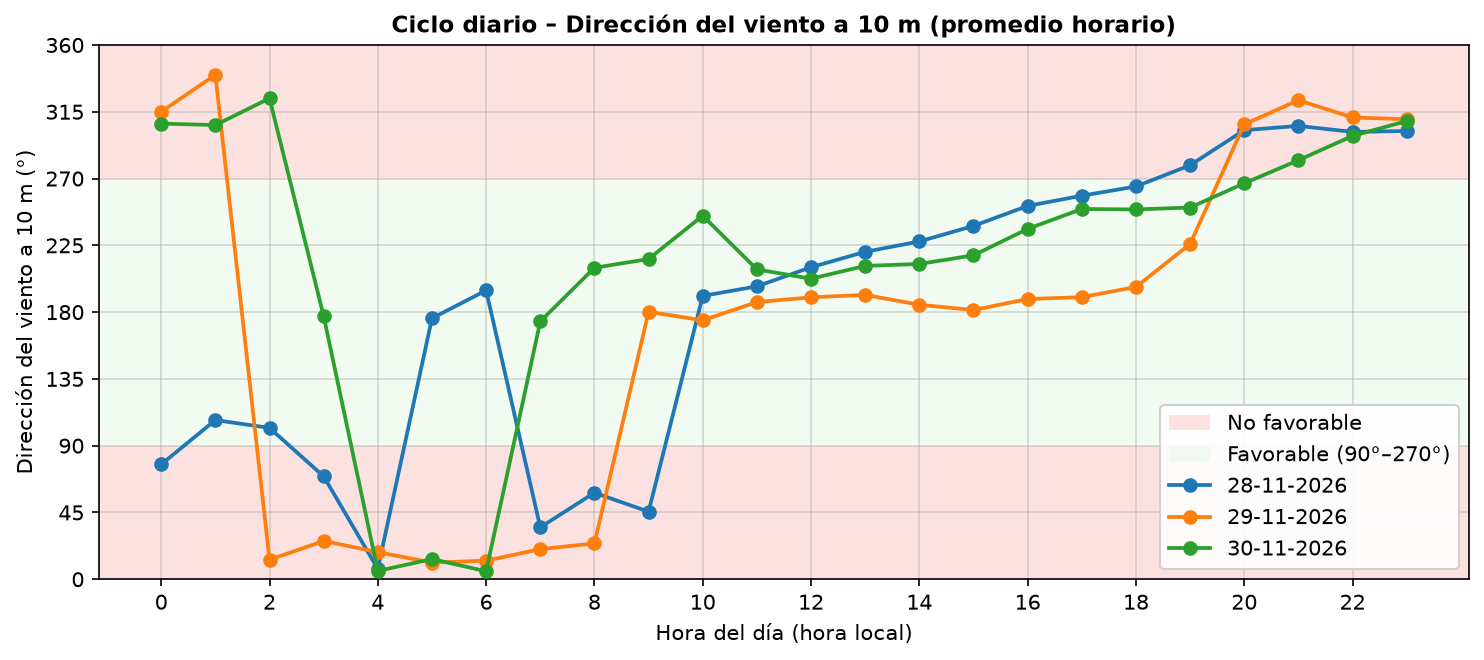 Ciclo diario – Dirección del viento a 10 m (promedio horario)
Dirección del viento a 10 m (°)
360
315
270
225
180
135
90
45
0
0 2 4 6 8 10 12 14 16 18 20 22
Hora del día (hora local)
No favorable
Favorable (90°–270°)
28-11-2026
29-11-2026
30-11-2026